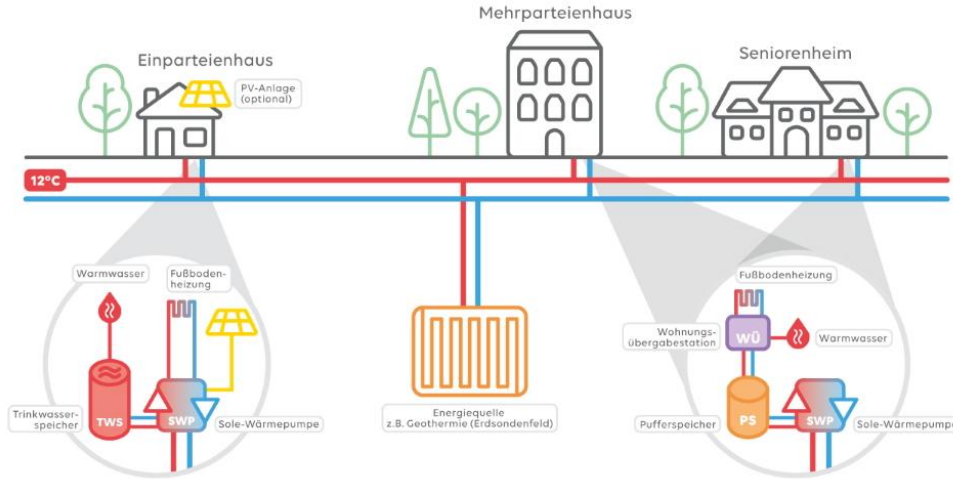 Mehrparteienhaus
Einparteienhaus
Seniorenheim
PV-Anlage
(optional)
12°C
Warmwasser
Fußboden-
heizung
Trinkwasser-
speicher
TWS
SWP
Sole-Wärmepumpe
Energiequelle
z.B. Geothermie (Erdsondenfeld)
Fußbodenheizung
Wohnungs-
übergabestation
WÜ
Warmwasser
Pufferspeicher
PS
SWP
Sole-Wärmepumpe